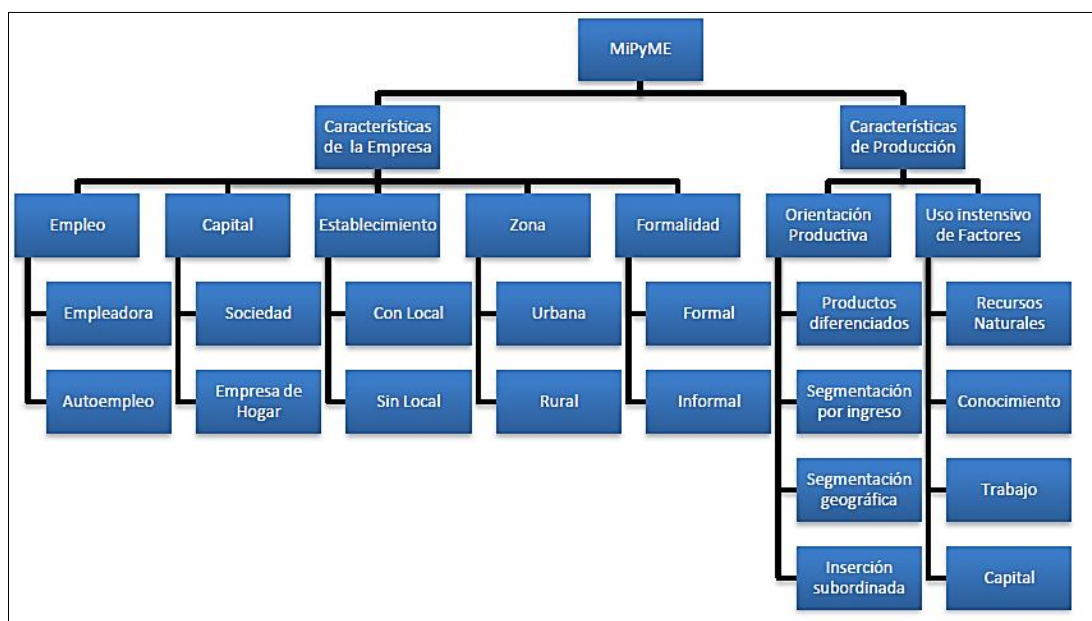 MiPyME
Características
de la Empresa
Características
de Producción
Empleo
Capital
Establecimiento
Zona
Formalidad
Orientación
Productiva
Uso instensivo
de Factores
Empleadora
Sociedad
Con Local
Urbana
Formal
Productos
diferenciados
Recursos
Naturales
Autoempleo
Empresa de
Hogar
Sin Local
Rural
Informal
Segmentación
por ingreso
Conocimiento
Segmentación
geográfica
Trabajo
Inserción
subordinada
Capital